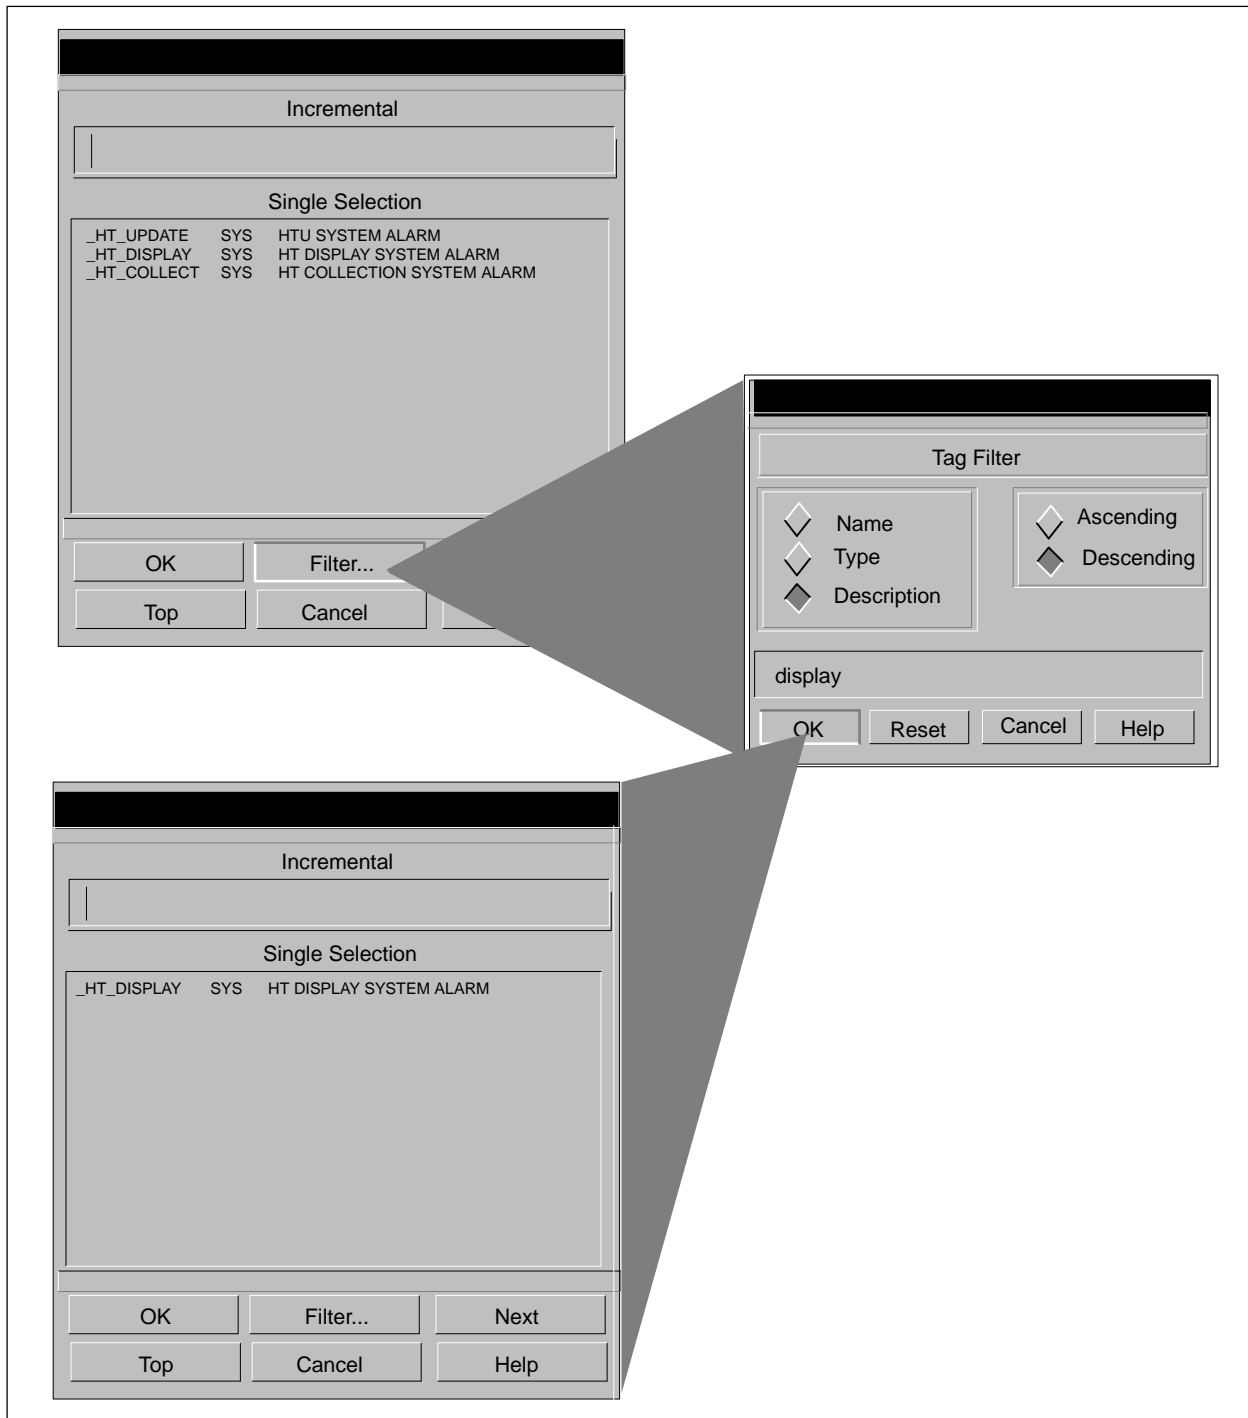 Incremental
Single Selection
_HT_UPDATE SYS HTU SYSTEM ALARM
_HT_DISPLAY SYS HT DISPLAY SYSTEM ALARM
_HT_COLLECT SYS HT COLLECTION SYSTEM ALARM
OK Filter...
Top Cancel
Tag Filter
Name
Type
Description
Ascending
Descending
display
OK Reset Cancel Help
Incremental
Single Selection
_HT_DISPLAY SYS HT DISPLAY SYSTEM ALARM
OK Filter... Next
Top Cancel Help